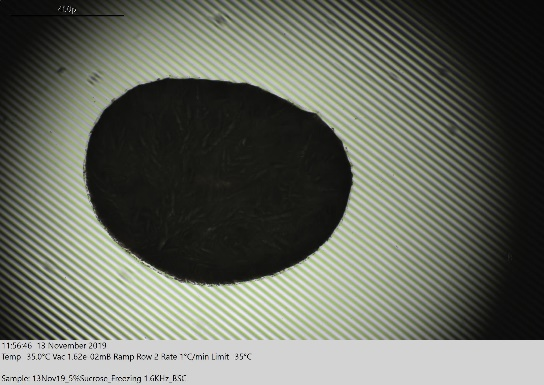 11:56:46 13 November 2019
Temp -35.0°C Vac 1.62e-02mB Ramp Row 2 Rate 1°C/min Limit -35°C
Sample: 13Nov19_5%Sucrose_Freezing 1.6KHz_BSC